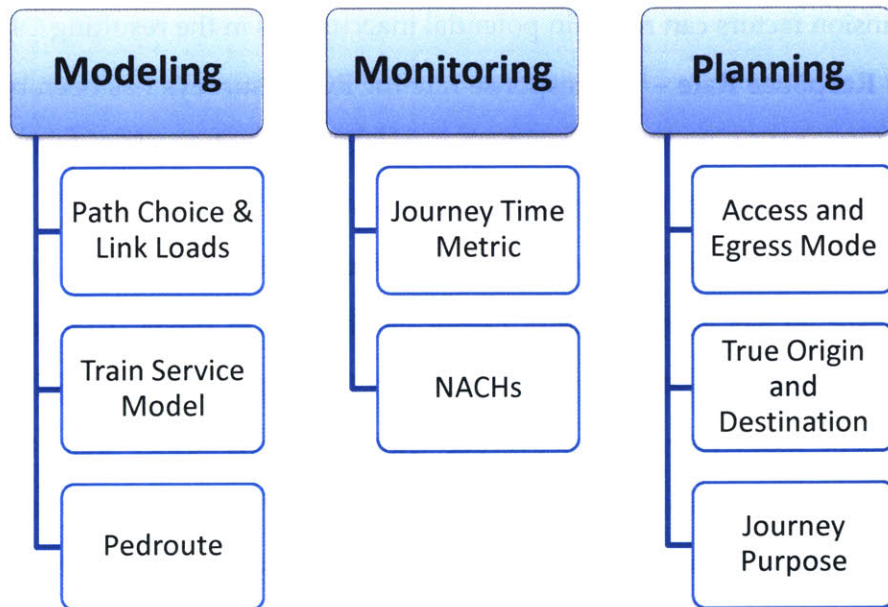 Modeling
Path Choice &
Link Loads
Train Service
Model
Pedroute
Monitoring
Journey Time
Metric
NACHs
Planning
Access and
Egress Mode
True Origin
and
Destination
Journey
Purpose